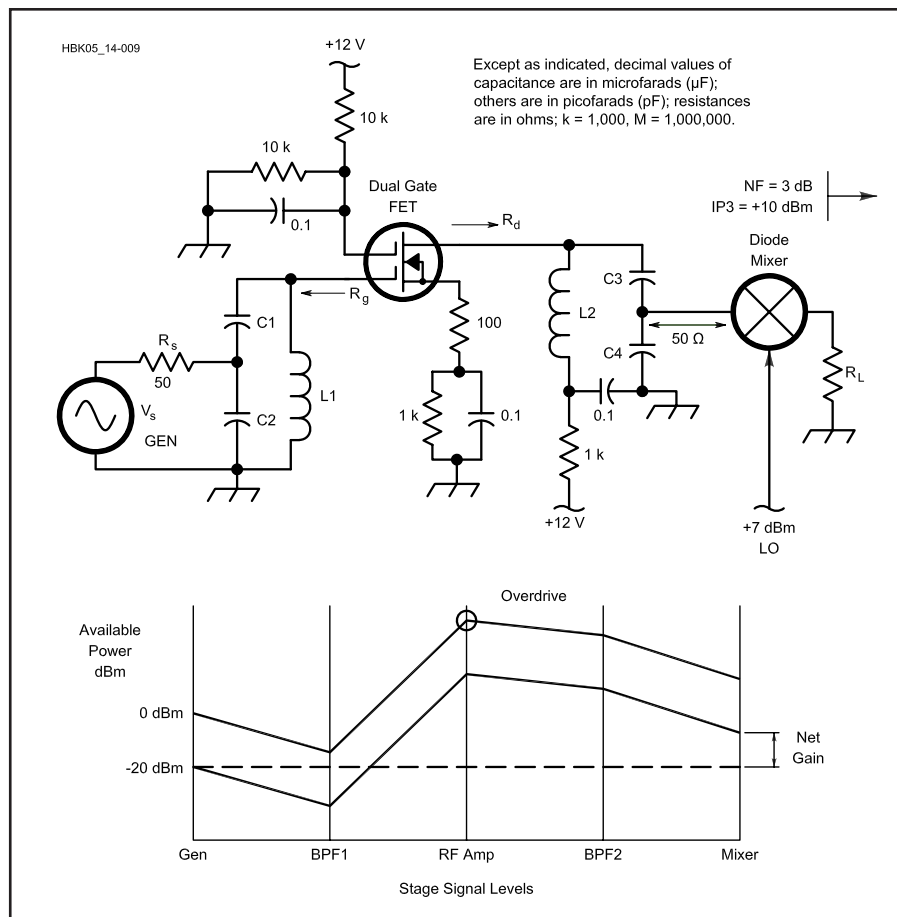 HBK05_14-009
+12 V
Except as indicated, decimal values of
capacitance are in microfarads (µF);
others are in picofarads (pF); resistances
are in ohms; k = 1,000, M = 1,000,000.
10 k
10 k
0.1
Dual Gate
FET
R_d
NF = 3 dB
IP3 = +10 dBm
Diode
Mixer
R_g
C1
C3
L2
50 Ω
100
C4
R_s
50
L1
R_L
V_s
GEN
C2
1 k
0.1
0.1
1 k
+12 V
+7 dBm
LO
Overdrive
Available
Power
dBm
0 dBm
-20 dBm
Net
Gain
Gen
BPF1
RF Amp
BPF2
Mixer
Stage Signal Levels